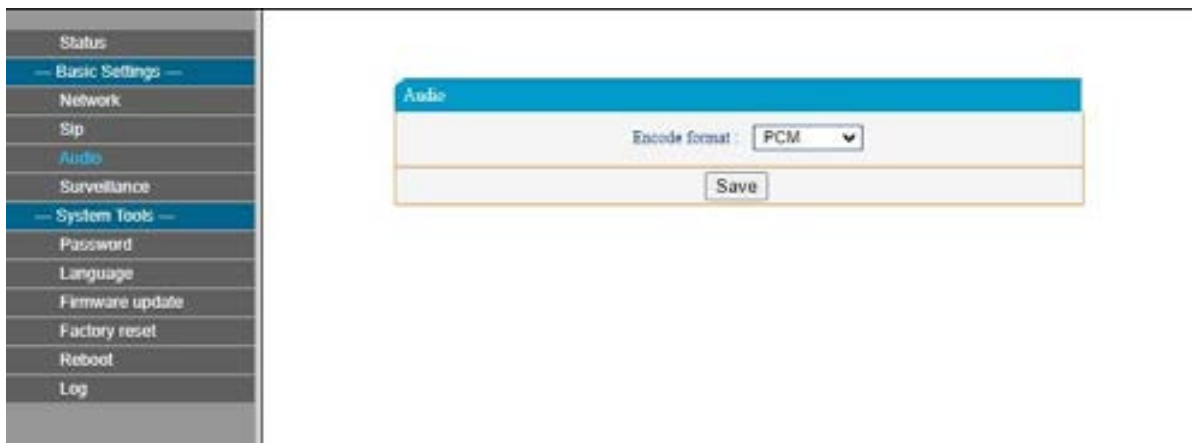 Status
— Basic Settings —
Network
Sip
Audio
Surveillance
— System Tools —
Password
Language
Firmware update
Factory reset
Reboot
Log
Audio
Encode format : PCM
Save